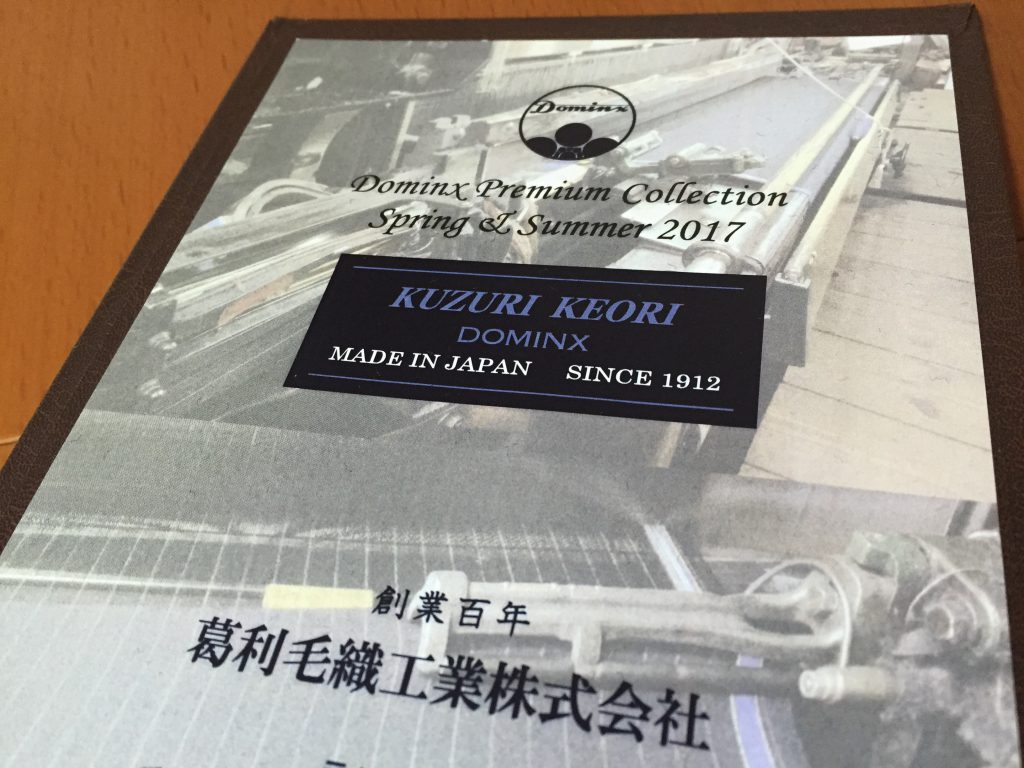 Dominx
Dominx Premium Collection
Spring & Summer 2017
KUZURI KEORI
DOMINX
MADE IN JAPAN SINCE 1912
創業百年
葛利毛織工業株式会社